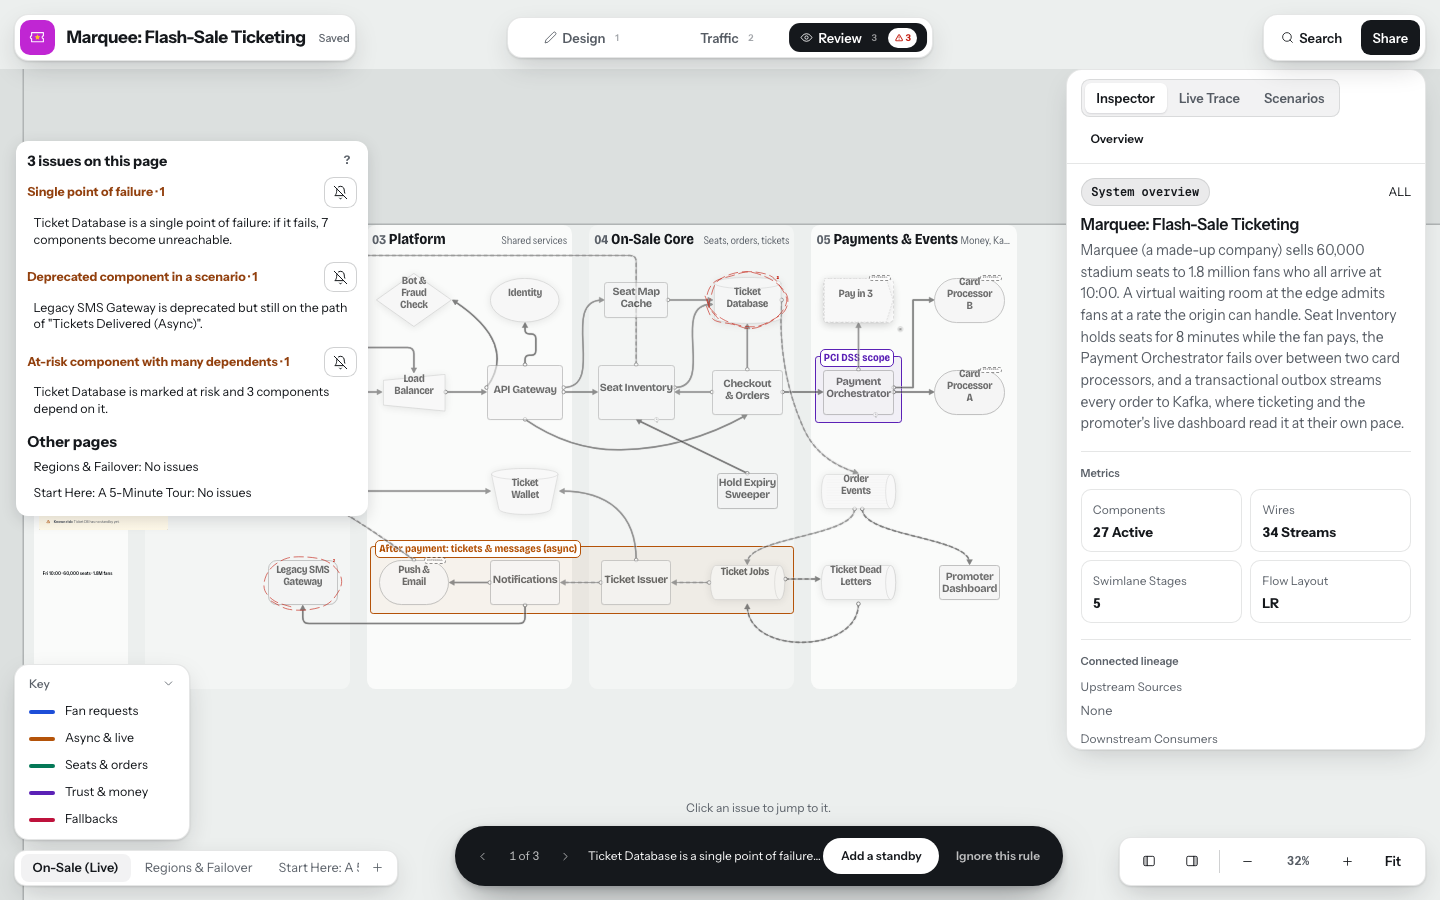 Marquee: Flash-Sale Ticketing
Saved
Design 1
Traffic 2
Review 3
3
Search
Share
3 issues on this page
?
Single point of failure · 1
Ticket Database is a single point of failure: if it fails, 7
components become unreachable.
Deprecated component in a scenario · 1
Legacy SMS Gateway is deprecated but still on the path
of "Tickets Delivered (Async)".
At-risk component with many dependents · 1
Ticket Database is marked at risk and 3 components
depend on it.
Other pages
Regions & Failover: No issues
Start Here: A 5-Minute Tour: No issues
03 Platform
Shared services
04 On-Sale Core
Seats, orders, tickets
05 Payments & Events
Money, Ka...
Bot &
Fraud
Check
Identity
Seat Map
Cache
Ticket
Database
Pay in 3
Card
Processor
B
PCI DSS scope
Load
Balancer
API Gateway
Seat Inventory
Checkout
& Orders
Payment
Orchestrator
Card
Processor
A
Ticket
Wallet
Hold Expiry
Sweeper
Order
Events
Fri 10:00 · 60,000 seats · 1.8M fans
Legacy SMS
Gateway
After payment: tickets & messages (async)
Push &
Email
Notifications
Ticket Issuer
Ticket Jobs
Ticket Dead
Letters
Promoter
Dashboard
Key
Fan requests
Async & live
Seats & orders
Trust & money
Fallbacks
On-Sale (Live)
Regions & Failover
Start Here: A
Click an issue to jump to it.
1 of 3
Ticket Database is a single point of failure...
Add a standby
Ignore this rule
32%
Fit
Inspector
Live Trace
Scenarios
Overview
System overview
ALL
Marquee: Flash-Sale Ticketing
Marquee (a made-up company) sells 60,000
stadium seats to 1.8 million fans who all arrive at
10:00. A virtual waiting room at the edge admits
fans at a rate the origin can handle. Seat Inventory
holds seats for 8 minutes while the fan pays, the
Payment Orchestrator fails over between two card
processors, and a transactional outbox streams
every order to Kafka, where ticketing and the
promoter's live dashboard read it at their own pace.
Metrics
Components
27 Active
Wires
34 Streams
Swimlane Stages
5
Flow Layout
LR
Connected lineage
Upstream Sources
None
Downstream Consumers